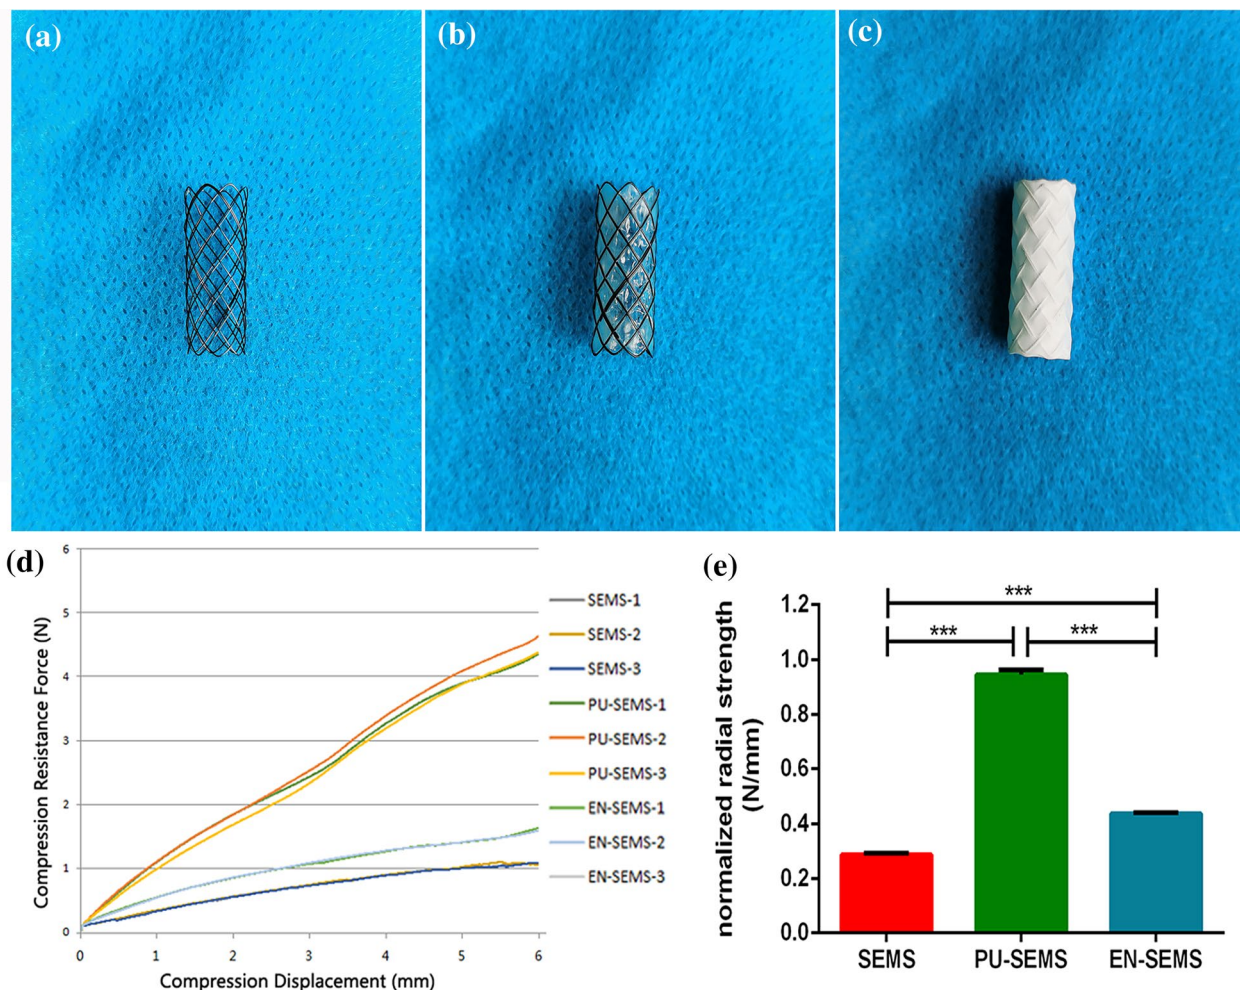 (a)
(b)
(c)
(d)
Compression Resistance Force (N)
6
5
4
3
2
1
0
0 1 2 3 4 5 6
Compression Displacement (mm)
SEMS-1
SEMS-2
SEMS-3
PU-SEMS-1
PU-SEMS-2
PU-SEMS-3
EN-SEMS-1
EN-SEMS-2
EN-SEMS-3
(e)
normalized radial strength
(N/mm)
1.2
1.0
0.8
0.6
0.4
0.2
0.0
***
*** ***
SEMS PU-SEMS EN-SEMS